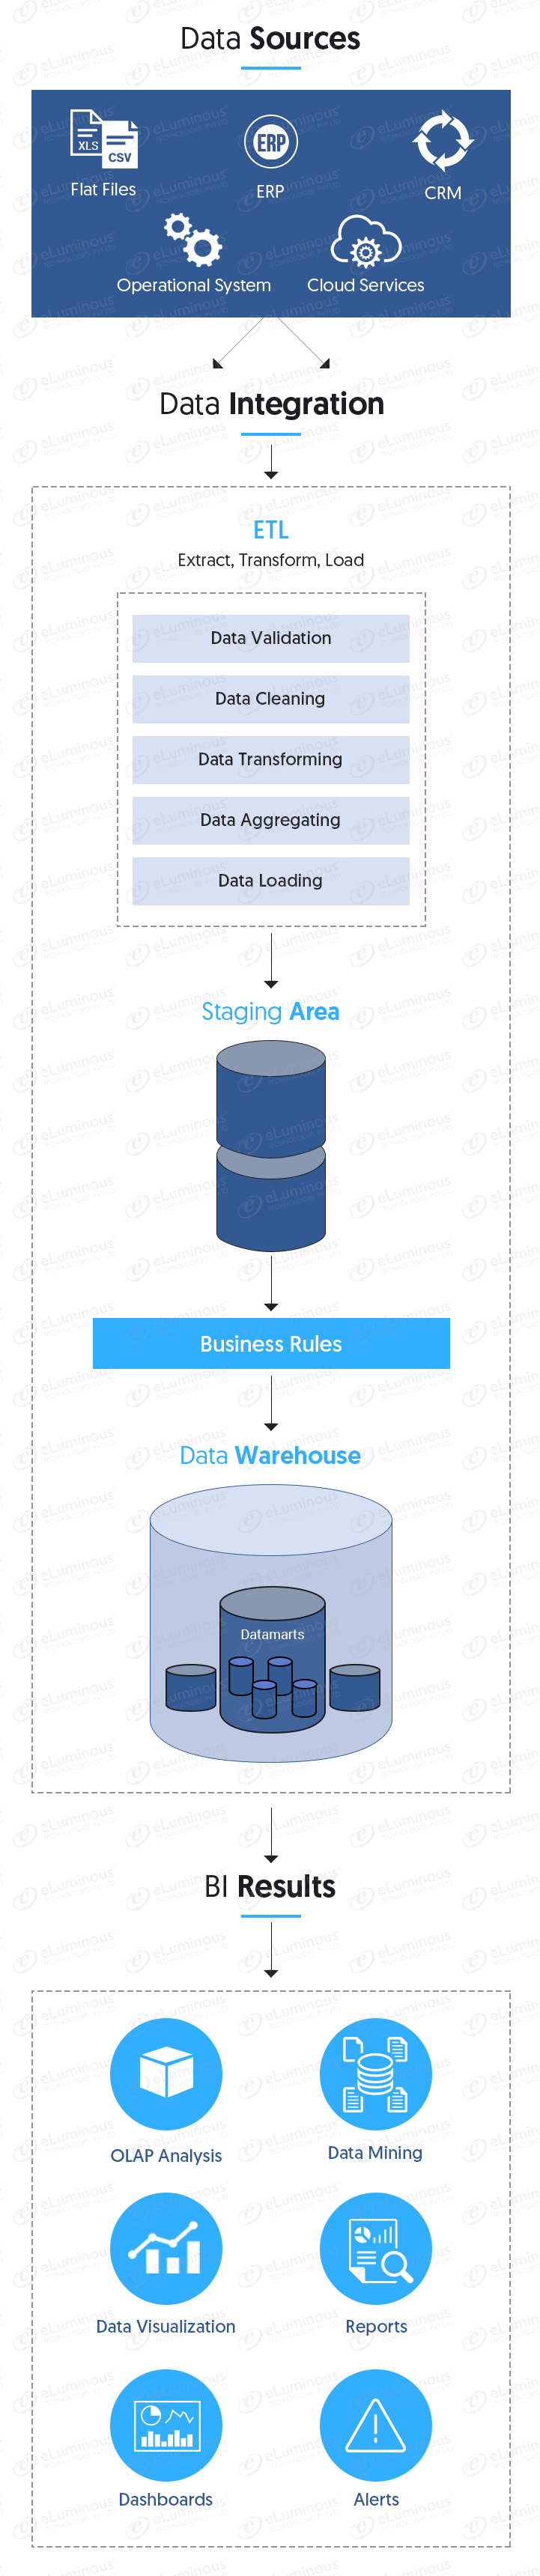 Data Sources
XLS
CSV
ERP
Flat Files
ERP
CRM
Operational System
Cloud Services
Data Integration
ETL
Extract, Transform, Load
Data Validation
Data Cleaning
Data Transforming
Data Aggregating
Data Loading
Staging Area
Business Rules
Data Warehouse
Datamarts
BI Results
OLAP Analysis
Data Mining
Data Visualization
Reports
Dashboards
Alerts
eLuminous